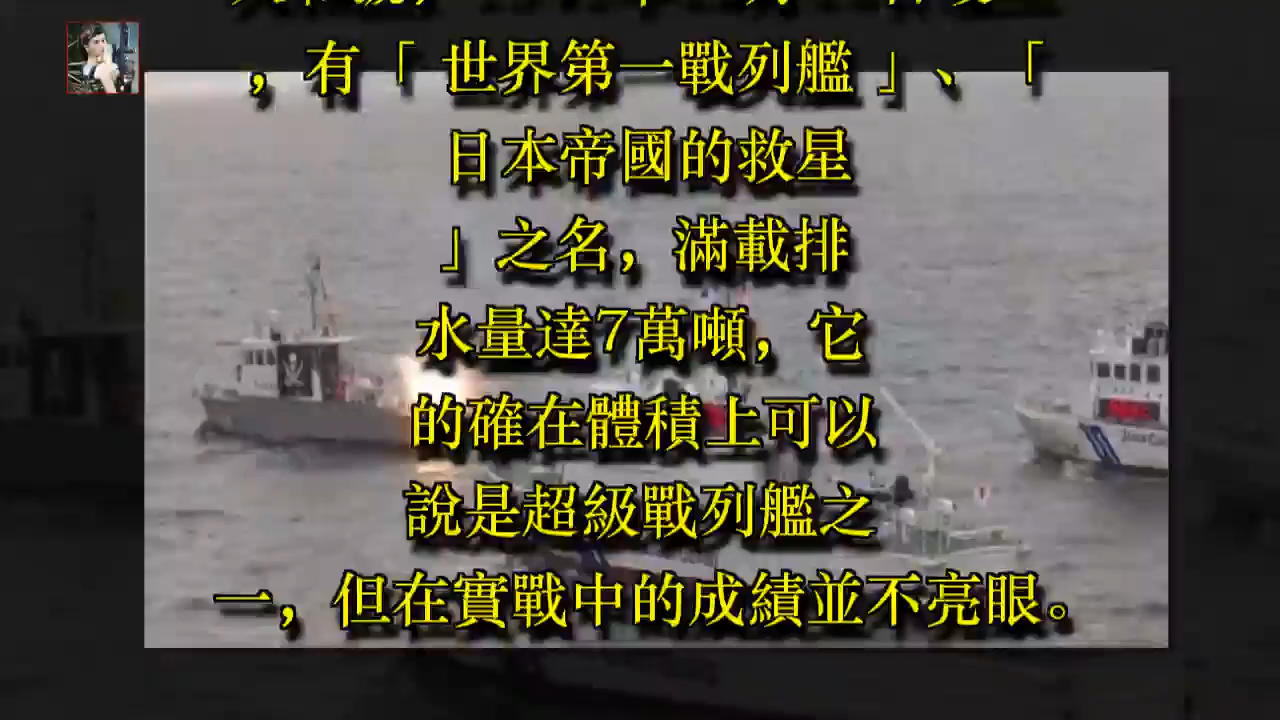 ，有「 世界第一戰列艦 」、「
日本帝國的救星
」之名，滿載排
水量達7萬噸，它
的確在體積上可以
說是超級戰列艦之
一，但在實戰中的成績並不亮眼。